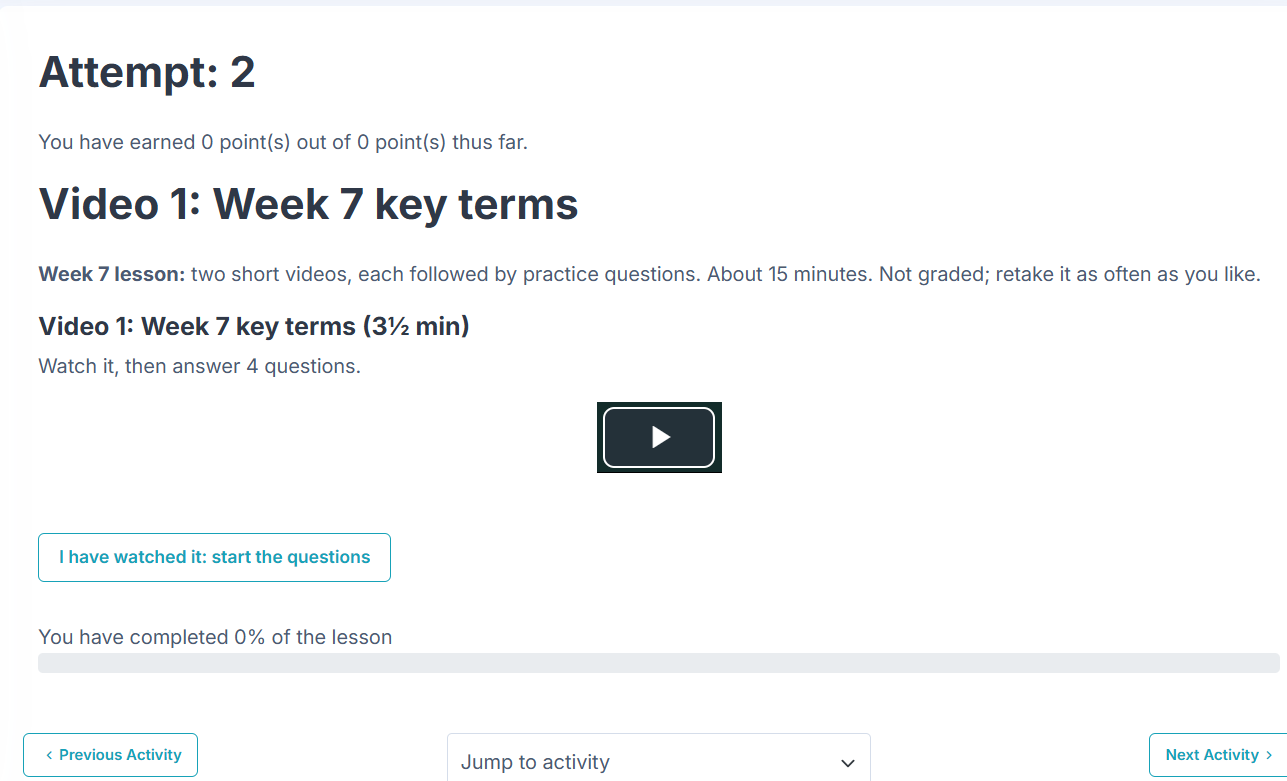 Attempt: 2
You have earned 0 point(s) out of 0 point(s) thus far.
Video 1: Week 7 key terms
Week 7 lesson: two short videos, each followed by practice questions. About 15 minutes. Not graded; retake it as often as you like.
Video 1: Week 7 key terms (3½ min)
Watch it, then answer 4 questions.
I have watched it: start the questions
You have completed 0% of the lesson
‹ Previous Activity
Jump to activity
Next Activity ›